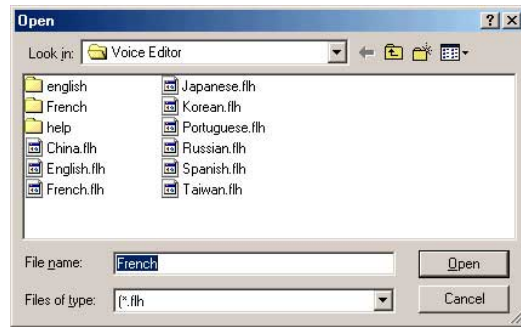 Open
Look in: Voice Editor
english
French
help
China.flh
English.flh
French.flh
Japanese.flh
Korean.flh
Portuguese.flh
Russian.flh
Spanish.flh
Taiwan.flh
File name: French Open
Files of type: (*.flh Cancel